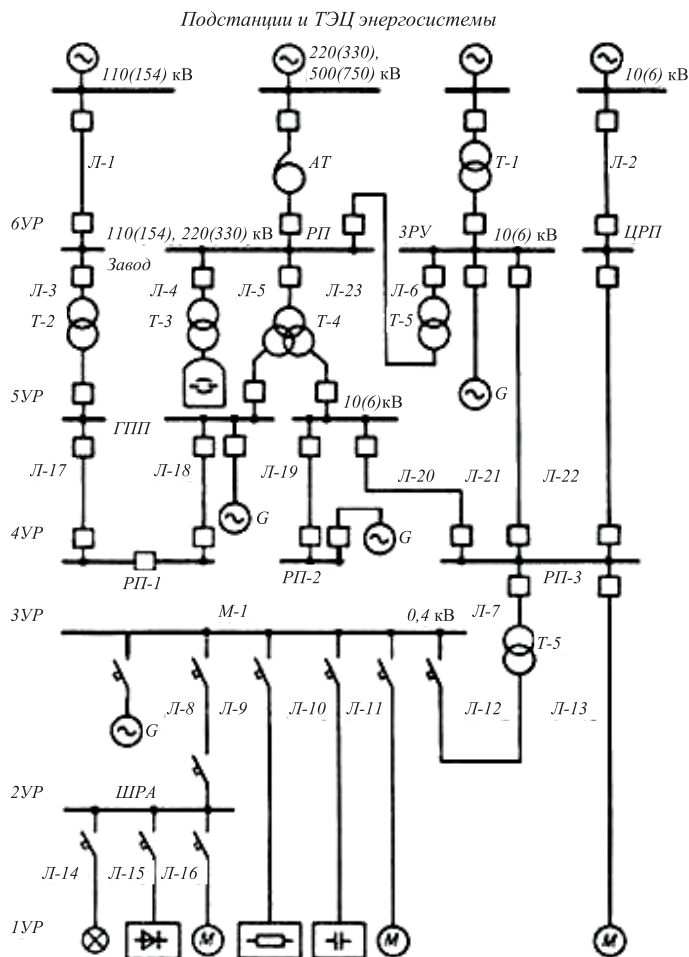 Подстанции и ТЭЦ энергосистемы
110(154) кВ
220(330),
500(750) кВ
10(6) кВ
Л-1
АТ
Т-1
Л-2
6УР
110(154), 220(330) кВ
РП
ЗРУ
10(6) кВ
ЦРП
Завод
Л-3
Л-4
Л-5
Л-23
Л-6
Т-2
Т-3
Т-4
Т-5
5УР
G
10(6)кВ
ГПП
Л-17
Л-18
Л-19
Л-20
Л-21
Л-22
G
G
4УР
РП-1
РП-2
РП-3
3УР
М-1
0,4 кВ
Л-7
Т-5
Л-8
Л-9
Л-10
Л-11
Л-12
Л-13
G
2УР
ШРА
Л-14
Л-15
Л-16
1УР
М
М
М